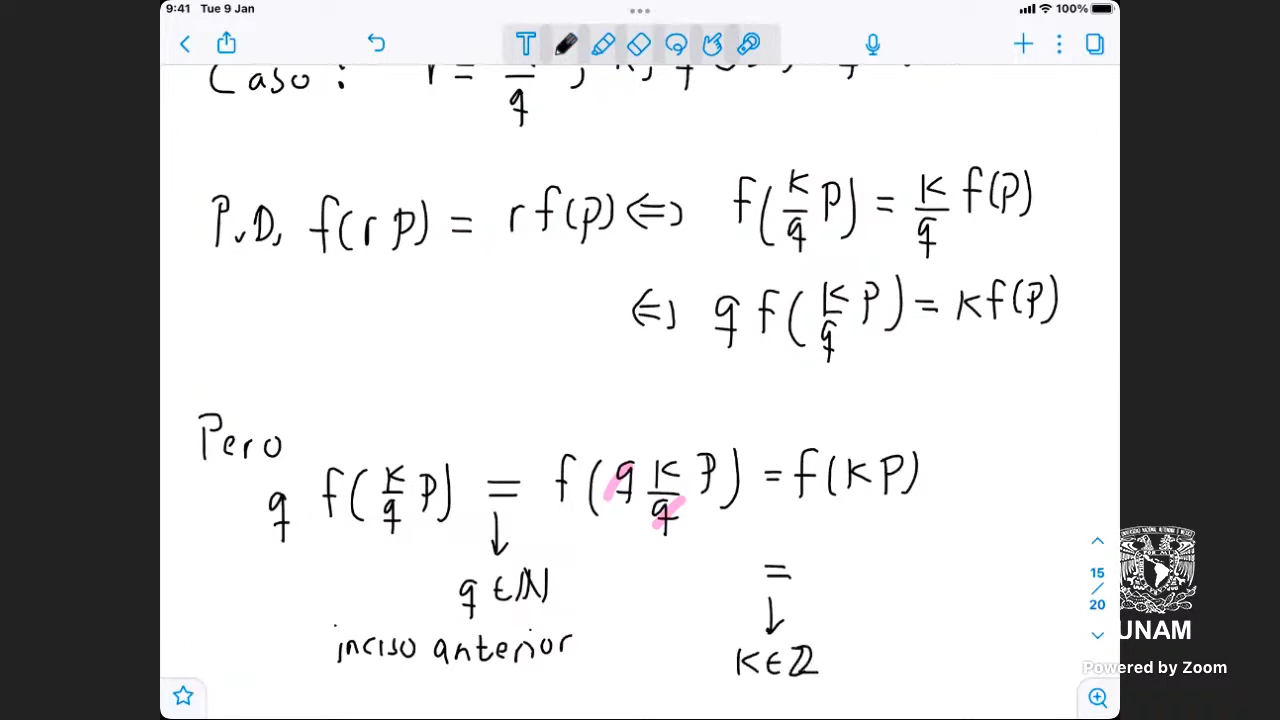 9:41 Tue 9 Jan 100%
Caso :
q
P.D. f(r p) = r f(p) ⇔ f(k/q p) = k/q f(p)
⇔ q f(k/q p) = k f(p)
Pero
q f(k/q p) = f(q k/q p) = f(k p)
↓ =
q ∈ ℕ ↓
inciso anterior k ∈ ℤ
15
/
20
UNAM
Powered by Zoom